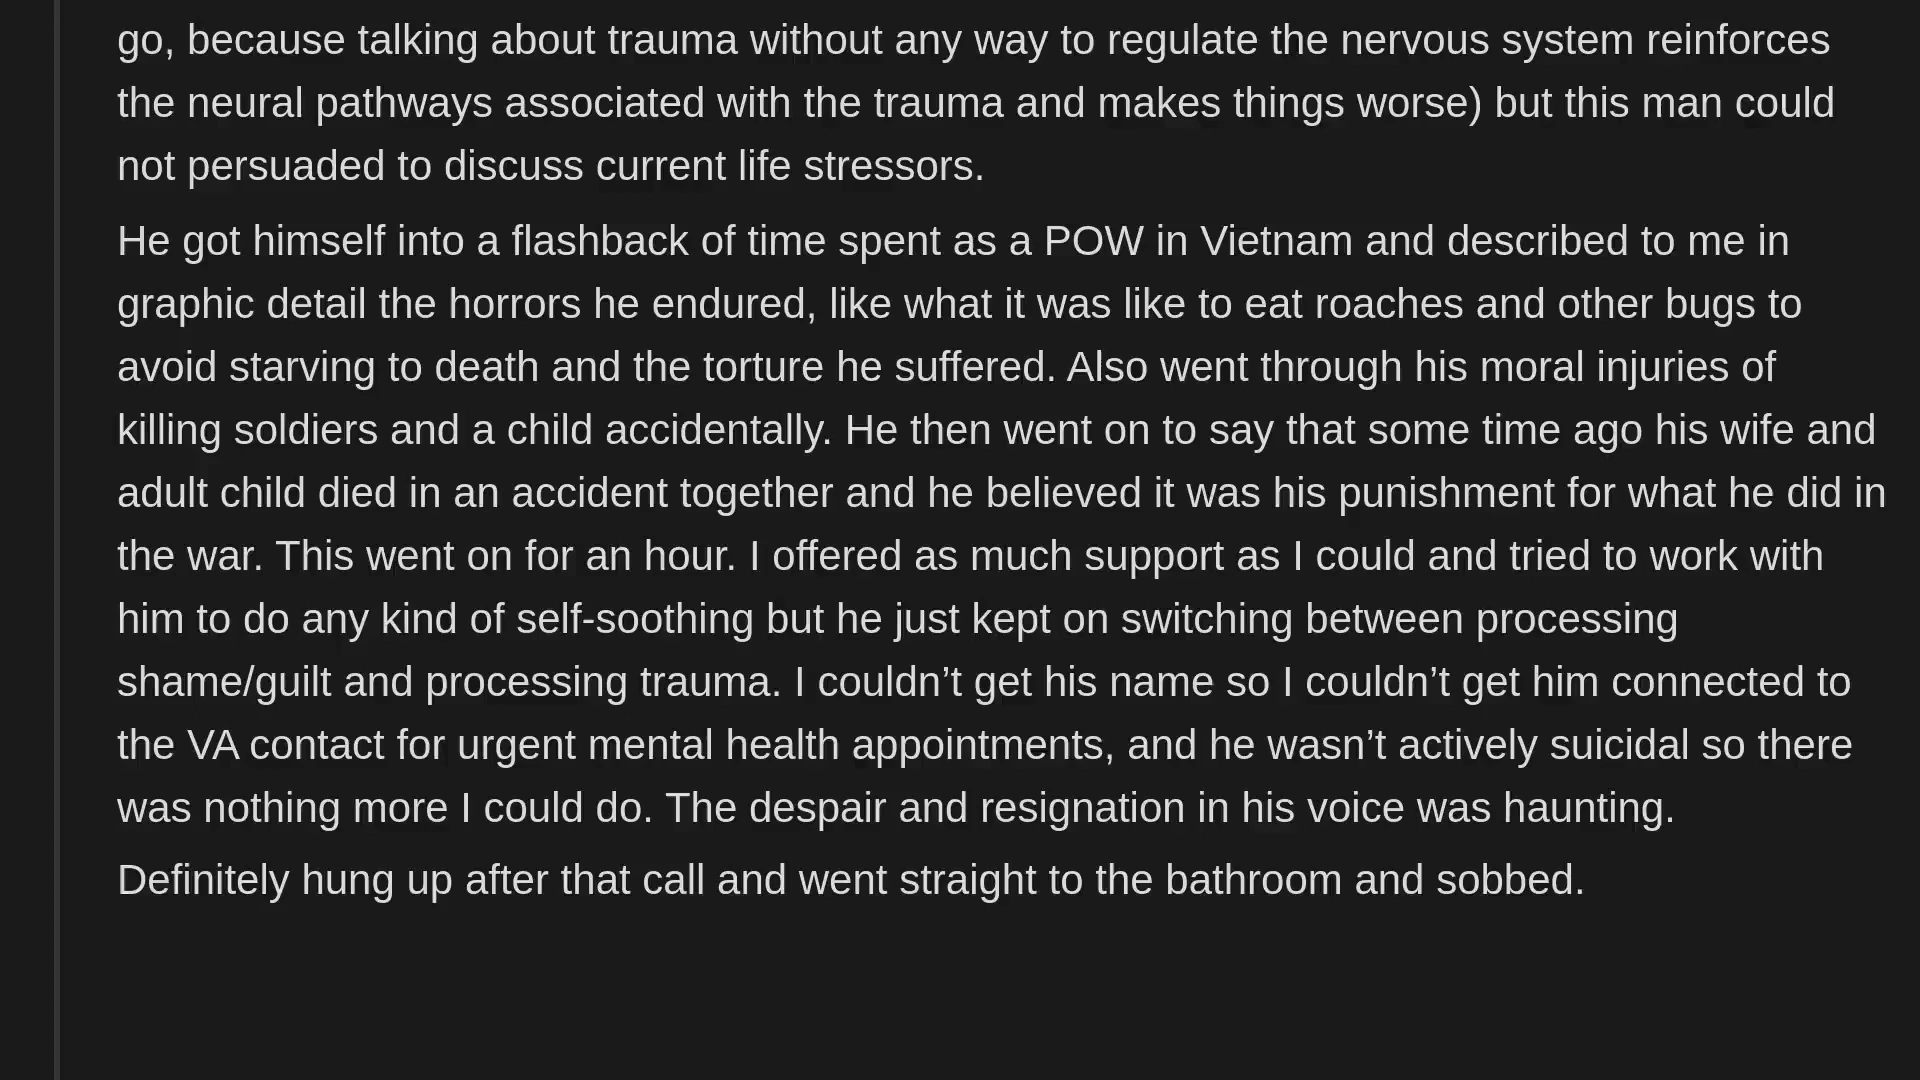 go, because talking about trauma without any way to regulate the nervous system reinforces
the neural pathways associated with the trauma and makes things worse) but this man could
not persuaded to discuss current life stressors.
He got himself into a flashback of time spent as a POW in Vietnam and described to me in
graphic detail the horrors he endured, like what it was like to eat roaches and other bugs to
avoid starving to death and the torture he suffered. Also went through his moral injuries of
killing soldiers and a child accidentally. He then went on to say that some time ago his wife and
adult child died in an accident together and he believed it was his punishment for what he did in
the war. This went on for an hour. I offered as much support as I could and tried to work with
him to do any kind of self-soothing but he just kept on switching between processing
shame/guilt and processing trauma. I couldn’t get his name so I couldn’t get him connected to
the VA contact for urgent mental health appointments, and he wasn’t actively suicidal so there
was nothing more I could do. The despair and resignation in his voice was haunting.
Definitely hung up after that call and went straight to the bathroom and sobbed.